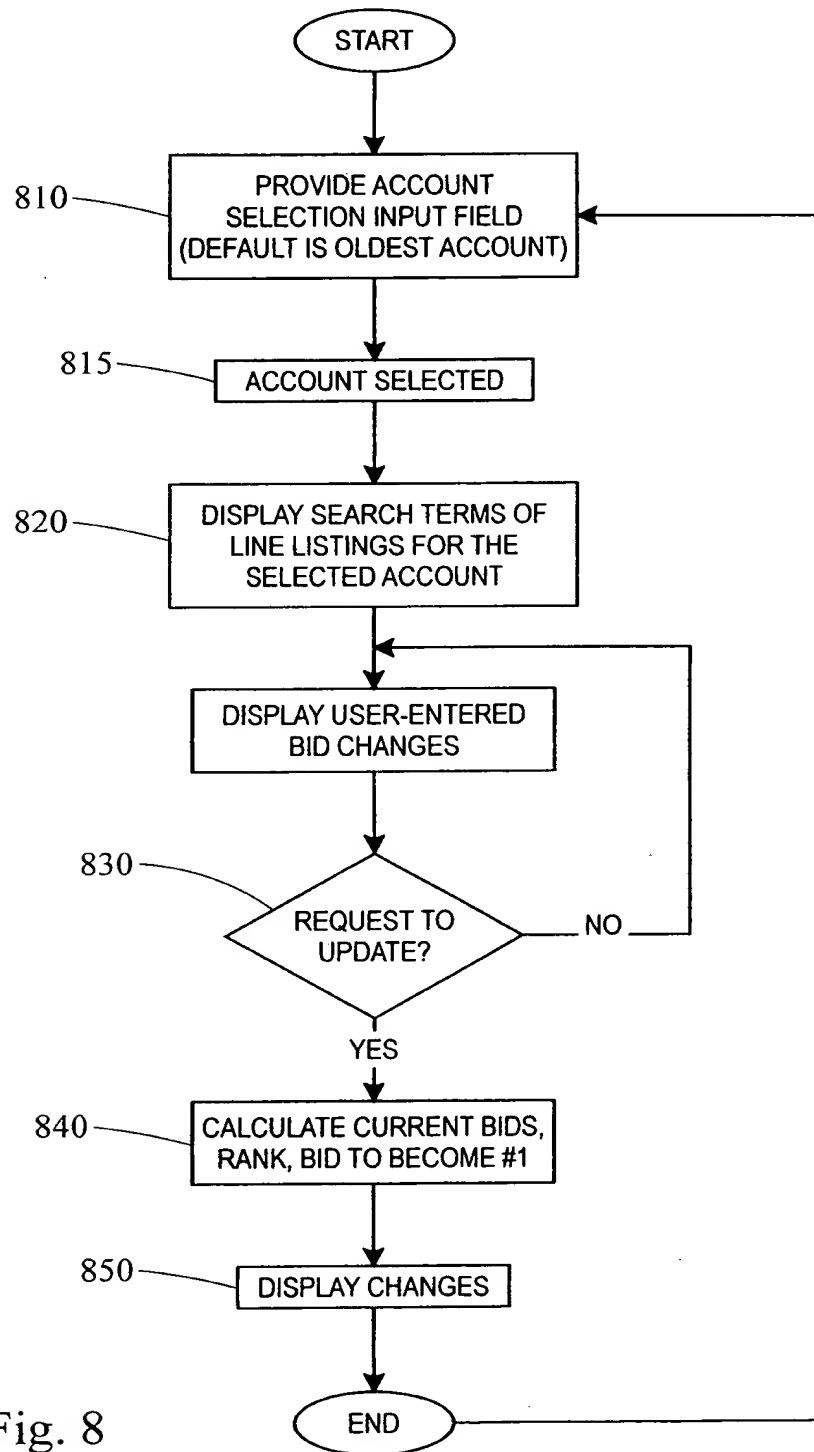 START
810
PROVIDE ACCOUNT
SELECTION INPUT FIELD
(DEFAULT IS OLDEST ACCOUNT)
815
ACCOUNT SELECTED
820
DISPLAY SEARCH TERMS OF
LINE LISTINGS FOR THE
SELECTED ACCOUNT
DISPLAY USER-ENTERED
BID CHANGES
830
REQUEST TO
UPDATE?
NO
YES
840
CALCULATE CURRENT BIDS,
RANK, BID TO BECOME #1
850
DISPLAY CHANGES
Fig. 8
END